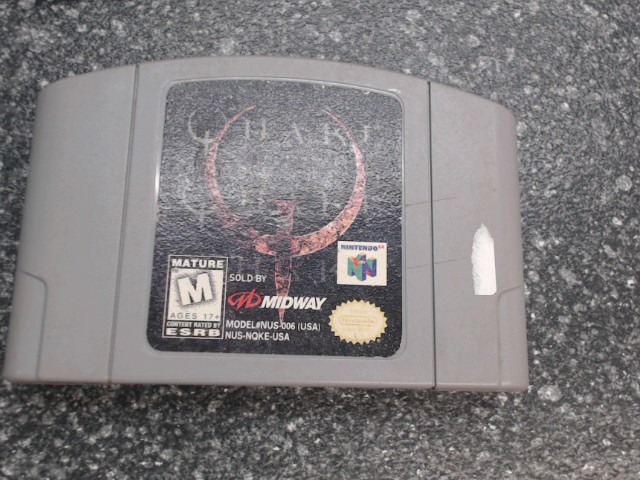 QUAKE
MATURE
M
AGES 17+
CONTENT RATED BY
ESRB
SOLD BY
MIDWAY
MODEL#NUS-006 (USA)
NUS-NQKE-USA
NINTENDO 64